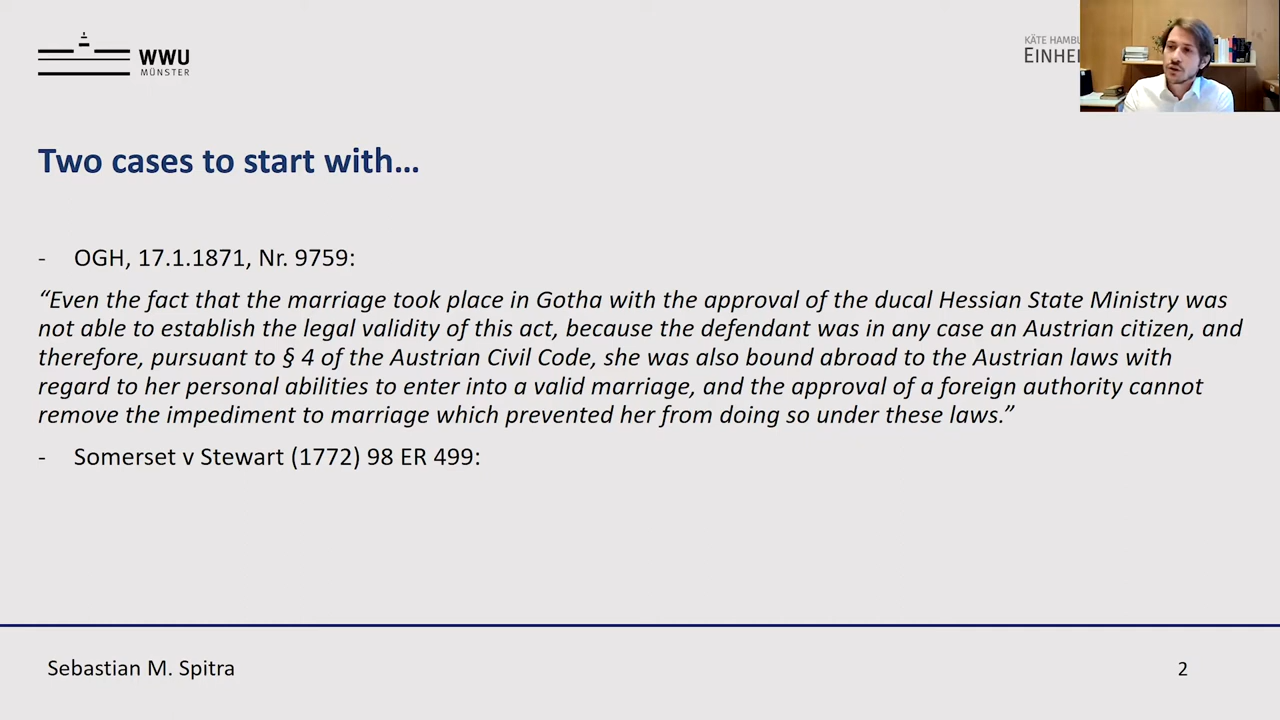 WWU
MÜNSTER
KÄTE HAMBU
EINHE
Two cases to start with…
- OGH, 17.1.1871, Nr. 9759:
“Even the fact that the marriage took place in Gotha with the approval of the ducal Hessian State Ministry was
not able to establish the legal validity of this act, because the defendant was in any case an Austrian citizen, and
therefore, pursuant to § 4 of the Austrian Civil Code, she was also bound abroad to the Austrian laws with
regard to her personal abilities to enter into a valid marriage, and the approval of a foreign authority cannot
remove the impediment to marriage which prevented her from doing so under these laws.”
- Somerset v Stewart (1772) 98 ER 499:
Sebastian M. Spitra
2